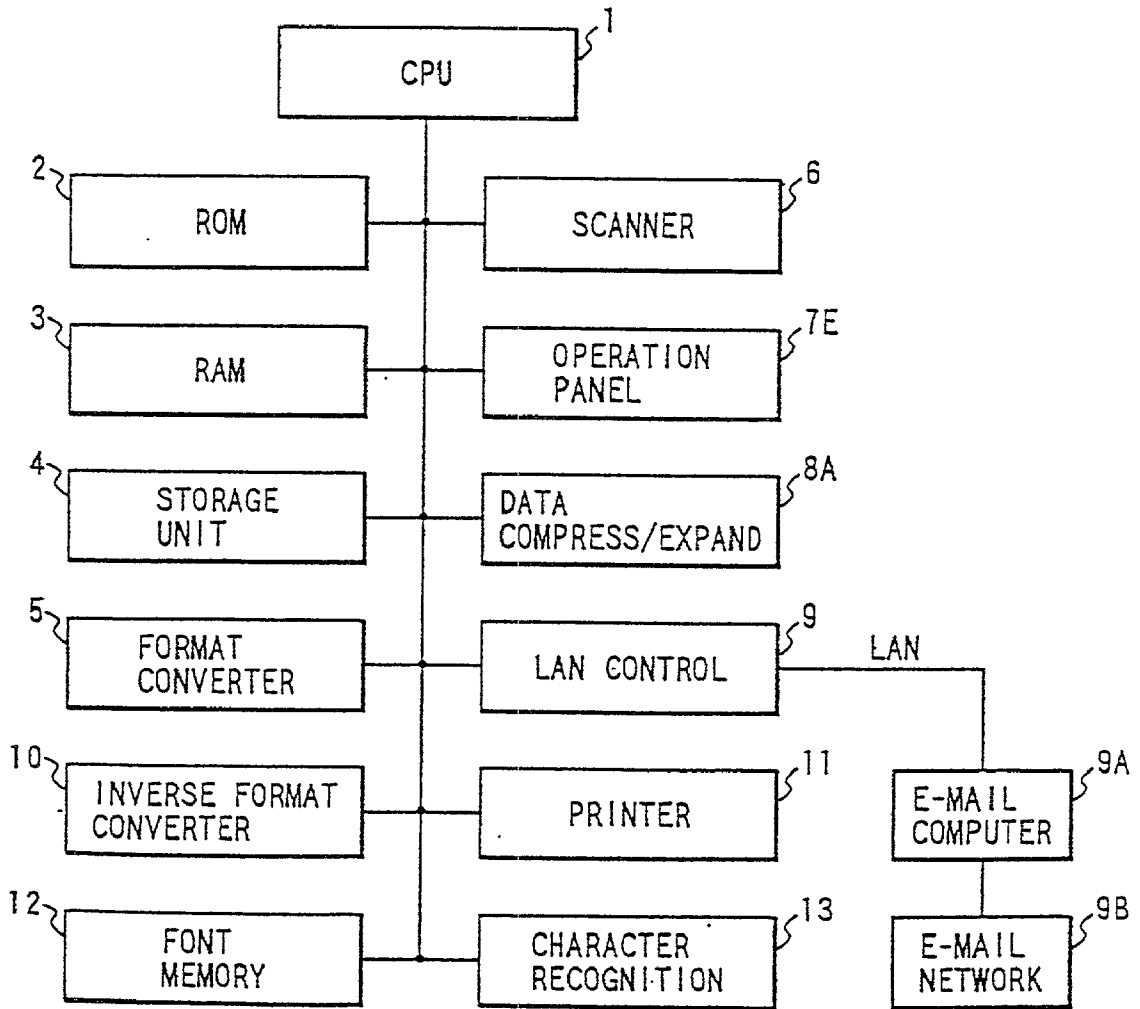 1
CPU
2
ROM
6
SCANNER
3
RAM
7E
OPERATION
PANEL
4
STORAGE
UNIT
8A
DATA
COMPRESS/EXPAND
5
FORMAT
CONVERTER
9
LAN CONTROL
LAN
10
INVERSE FORMAT
CONVERTER
11
PRINTER
9A
E-MAIL
COMPUTER
12
FONT
MEMORY
13
CHARACTER
RECOGNITION
9B
E-MAIL
NETWORK